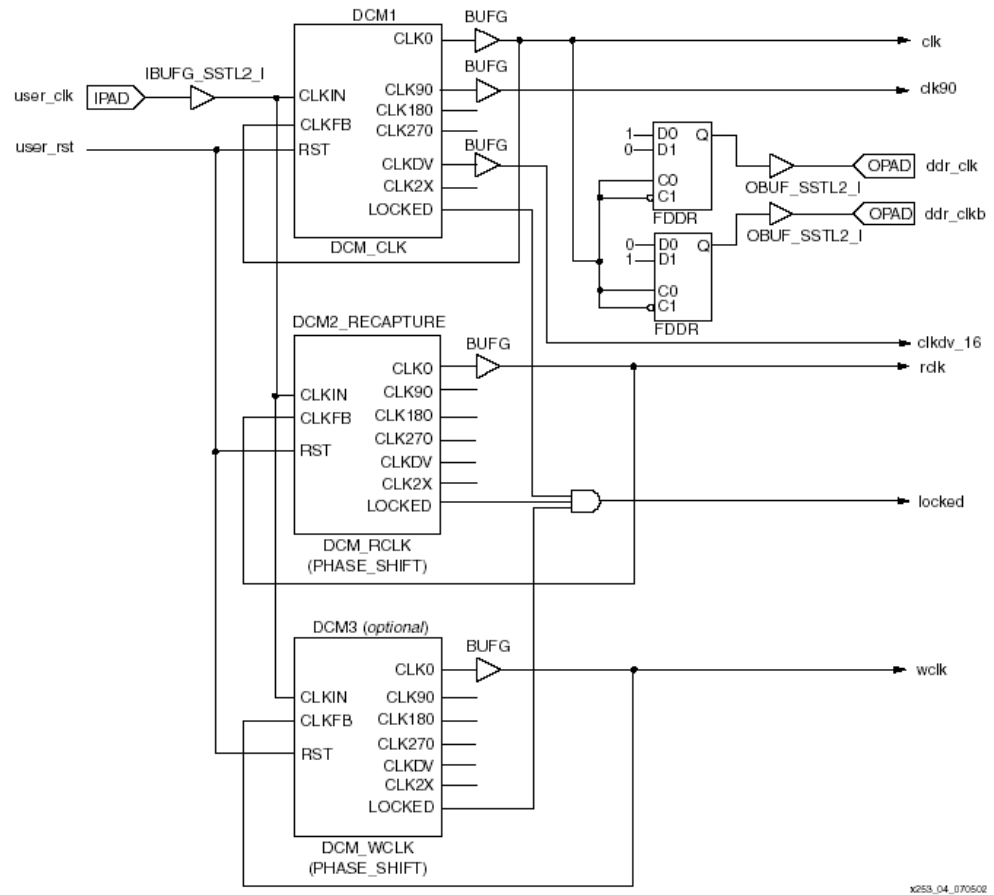 DCM1
BUFG
CLK0
clk
IBUFG_SSTL2_I
BUFG
user_clk
IPAD
CLKIN
CLK90
clk90
CLK180
CLKFB
CLK270
user_rst
RST
BUFG
CLKDV
CLK2X
LOCKED
DCM_CLK
1
D0
Q
0
D1
C0
C1
FDDR
OBUF_SSTL2_I
OPAD
ddr_clk
0
D0
Q
1
D1
C0
C1
FDDR
OBUF_SSTL2_I
OPAD
ddr_clkb
DCM2_RECAPTURE
BUFG
clkdv_16
CLK0
rclk
CLKIN
CLK90
CLKFB
CLK180
CLK270
RST
CLKDV
CLK2X
LOCKED
locked
DCM_RCLK
(PHASE_SHIFT)
DCM3 (optional)
BUFG
CLK0
wclk
CLKIN
CLK90
CLKFB
CLK180
CLK270
RST
CLKDV
CLK2X
LOCKED
DCM_WCLK
(PHASE_SHIFT)
x253_04_070502